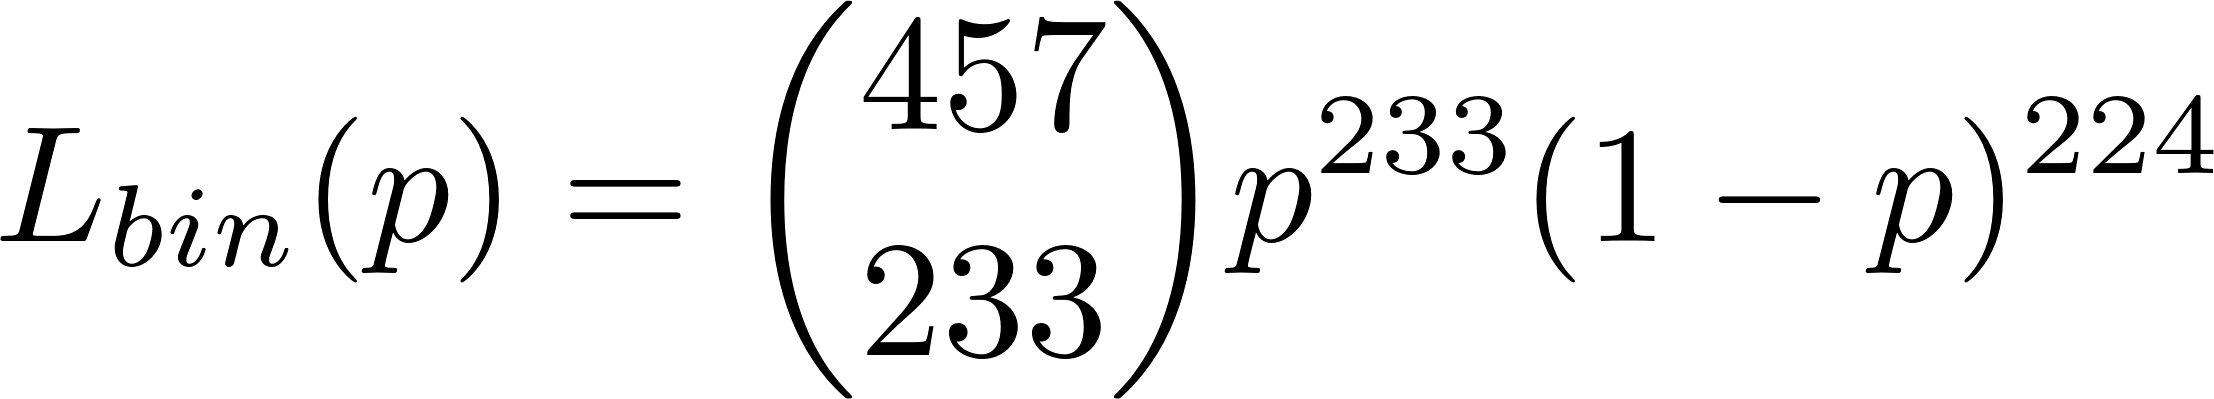 L_{bin}(p) = \binom{457}{233} p^{233}(1 - p)^{224}